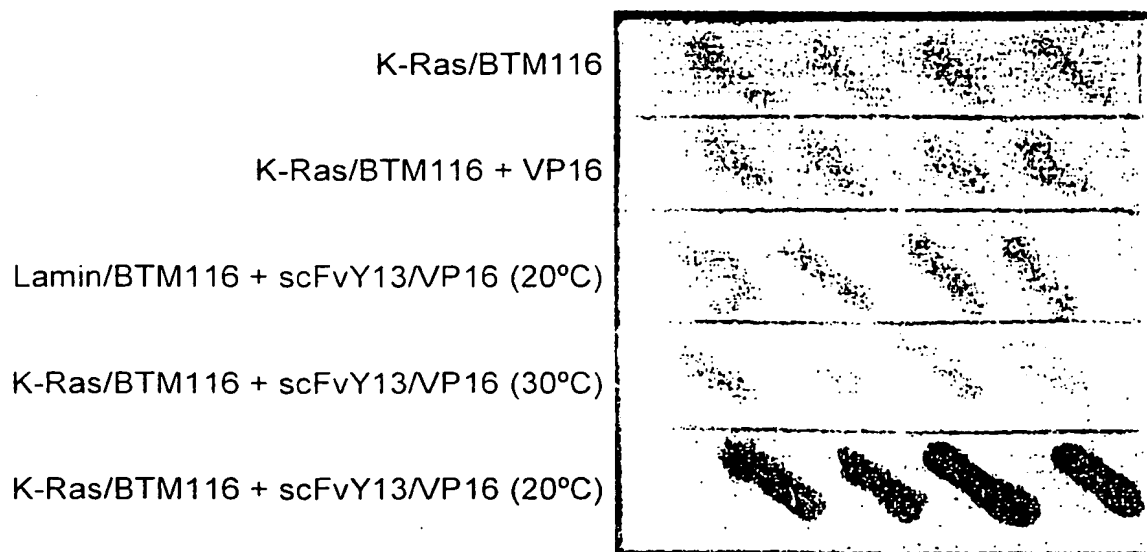 K-Ras/BTM116
K-Ras/BTM116 + VP16
Lamin/BTM116 + scFvY13/VP16 (20ºC)
K-Ras/BTM116 + scFvY13/VP16 (30ºC)
K-Ras/BTM116 + scFvY13/VP16 (20ºC)